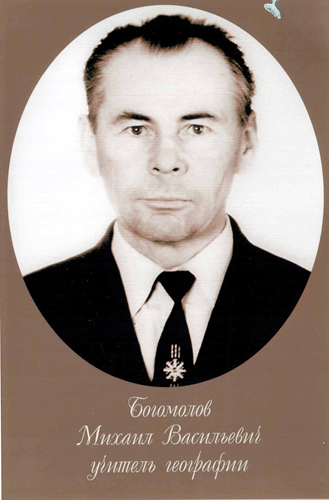 Богомолов
Михаил Васильевич
учитель географии